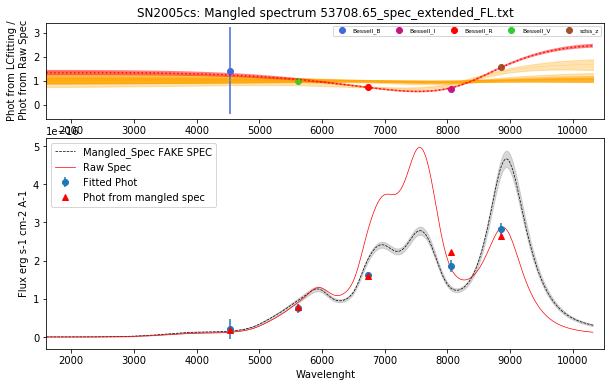 SN2005cs: Mangled spectrum 53708.65_spec_extended_FL.txt
Phot from LCfitting /
Phot from Raw Spec
3
2
1
0
Bessell_B
Bessell_I
Bessell_R
Bessell_V
sdss_z
2000 3000 4000 5000 6000 7000 8000 9000 10000
1e−16
Flux erg s-1 cm-2 A-1
5
4
3
2
1
0
Mangled_Spec FAKE SPEC
Raw Spec
Fitted Phot
Phot from mangled spec
2000 3000 4000 5000 6000 7000 8000 9000 10000
Wavelenght